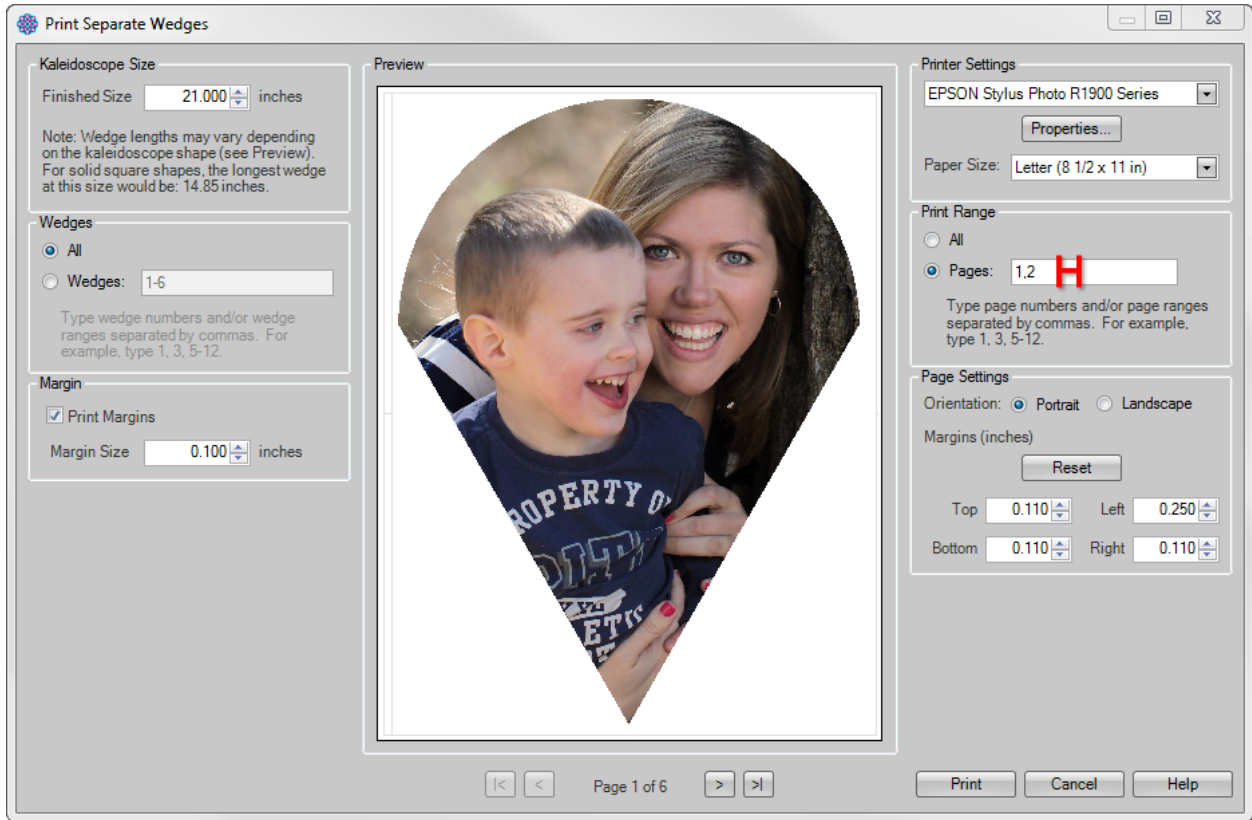 Print Separate Wedges
Kaleidoscope Size
Finished Size 21.000 inches
Note: Wedge lengths may vary depending
on the kaleidoscope shape (see Preview).
For solid square shapes, the longest wedge
at this size would be: 14.85 inches.
Wedges
All
Wedges: 1-6
Type wedge numbers and/or wedge
ranges separated by commas. For
example, type 1, 3, 5-12.
Margin
Print Margins
Margin Size 0.100 inches
Preview
PROPERTY O
Page 1 of 6
Printer Settings
EPSON Stylus Photo R1900 Series
Properties...
Paper Size: Letter (8 1/2 x 11 in)
Print Range
All
Pages: 1,2 H
Type page numbers and/or page ranges
separated by commas. For example,
type 1, 3, 5-12.
Page Settings
Orientation: Portrait Landscape
Margins (inches)
Reset
Top 0.110 Left 0.250
Bottom 0.110 Right 0.110
Print Cancel Help